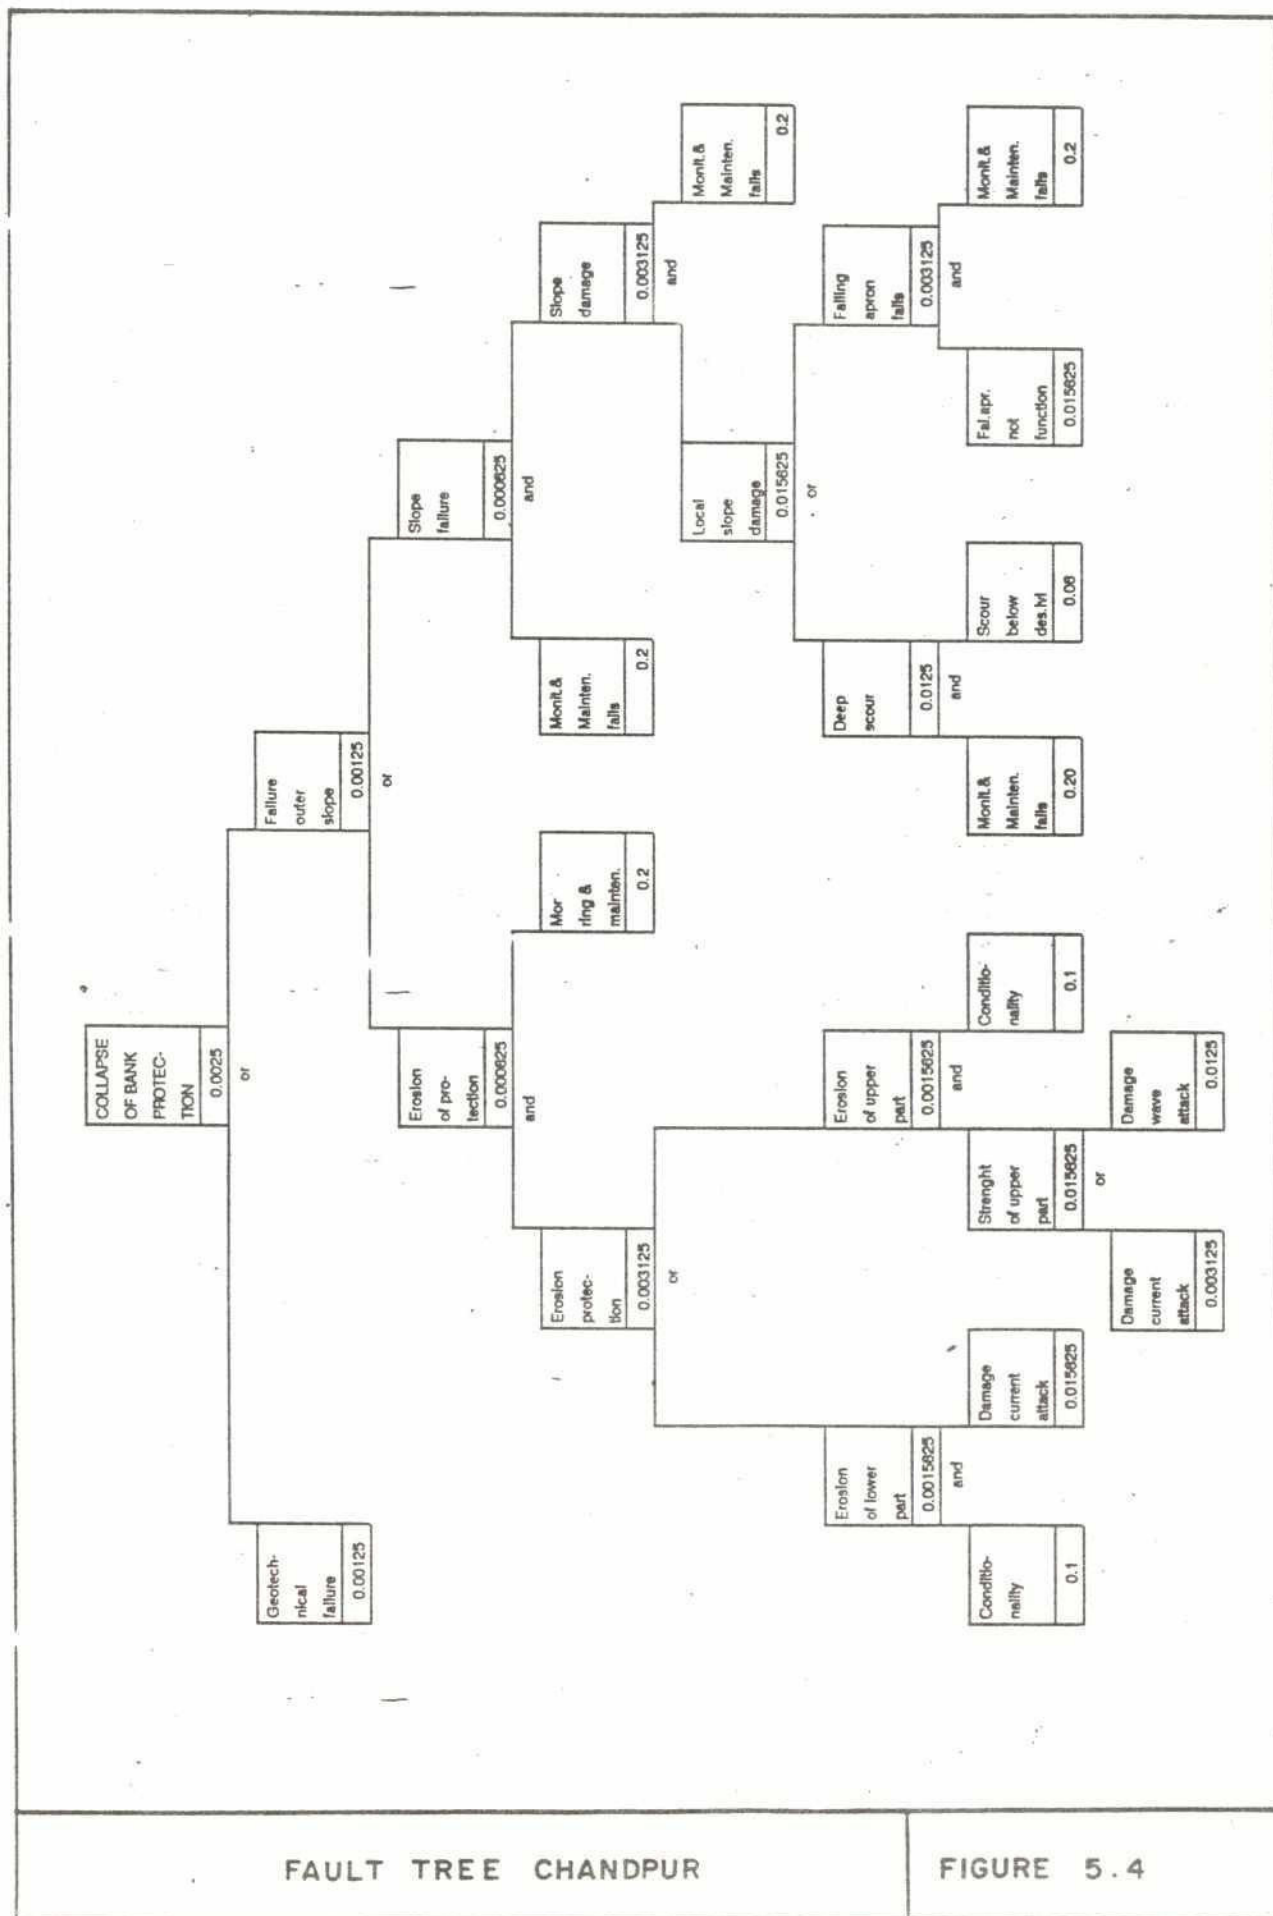 COLLAPSE
OF BANK
PROTEC-
TION
0.0025
or
Geotech-
nical
failure
0.00125
Failure
outer
slope
0.00125
or
Erosion
of pro-
tection
0.000625
and
Slope
failure
0.000625
and
Erosion
protec-
tion
0.003125
or
Mor
ring &
mainten.
0.2
Monit.&
Mainten.
fails
0.2
Slope
damage
0.003125
and
Local
slope
damage
0.015625
or
Monit.&
Mainten.
fails
0.2
Erosion
of lower
part
0.0015625
and
Erosion
of upper
part
0.0015625
and
Deep
scour
0.0125
and
Falling
apron
fails
0.003125
and
Conditio-
nality
0.1
Damage
current
attack
0.015625
Strenght
of upper
part
0.015625
or
Conditio-
nality
0.1
Monit.&
Mainten.
fails
0.20
Scour
below
des.lvl
0.06
Fal.apr.
not
function
0.015625
Monit.&
Mainten.
fails
0.2
Damage
current
attack
0.003125
Damage
wave
attack
0.0125
FAULT TREE CHANDPUR
FIGURE 5.4